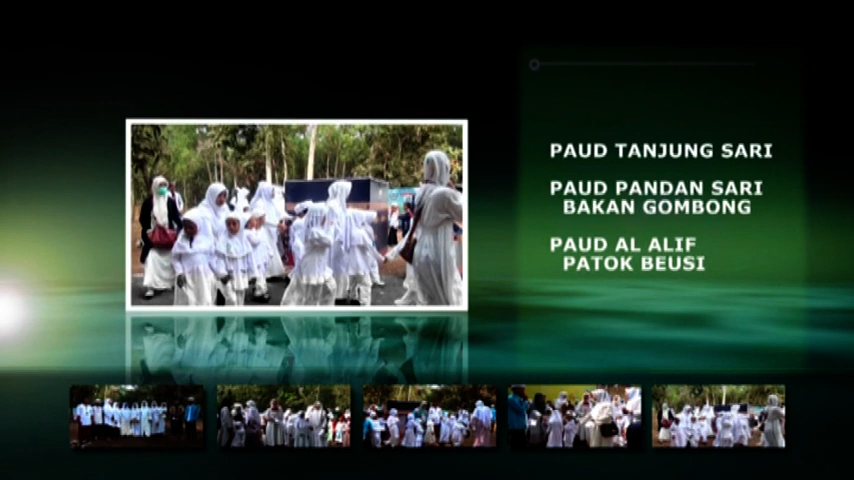 PAUD TANJUNG SARI
PAUD PANDAN SARI
BAKAN GOMBONG
PAUD AL ALIF
PATOK BEUSI